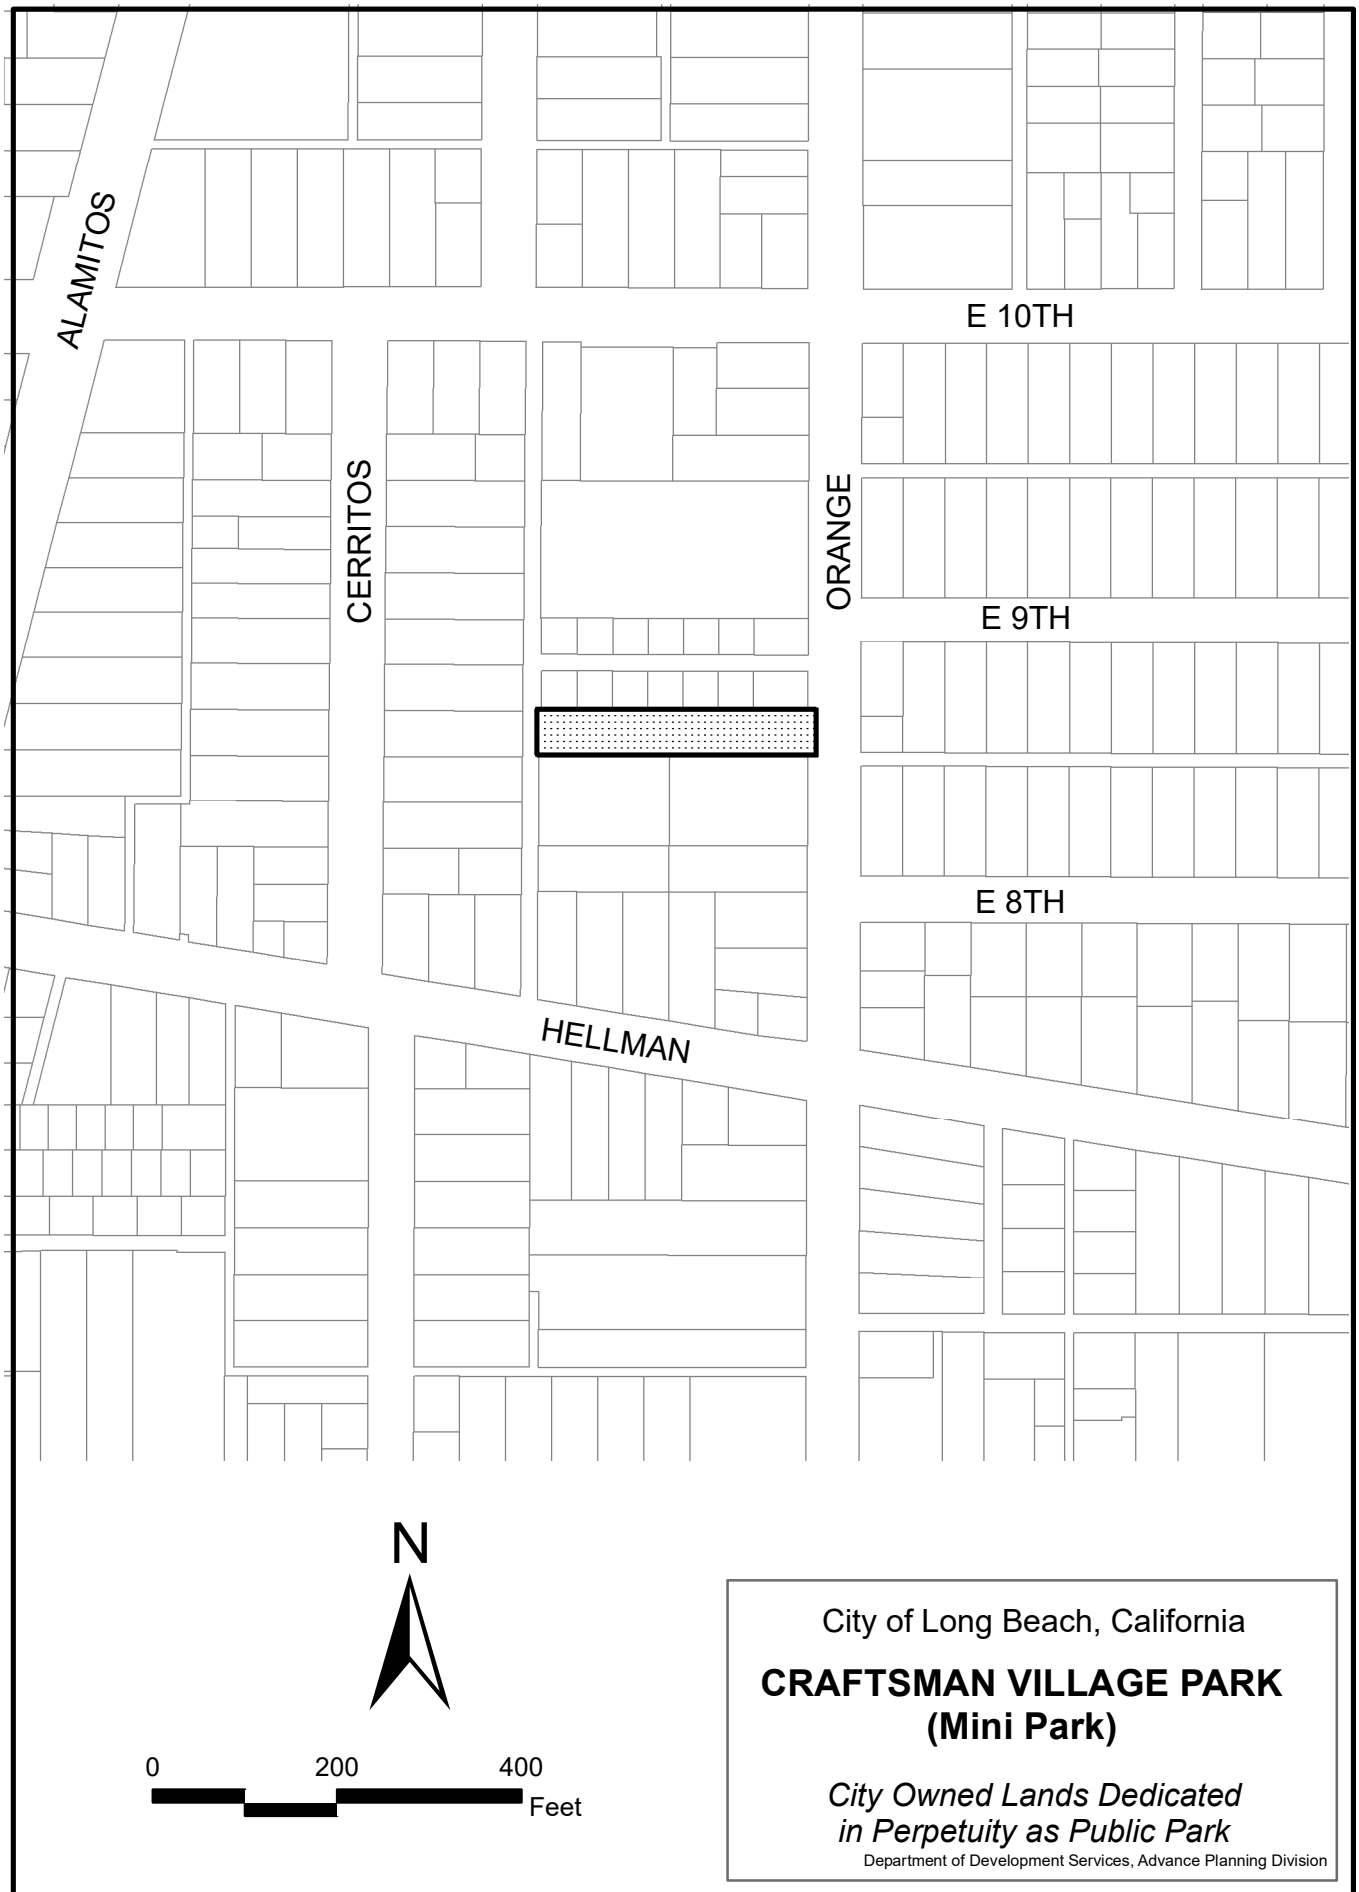 ALAMITOS
E 10TH
CERRITOS
ORANGE
E 9TH
E 8TH
HELLMAN
N
0 200 400
Feet
City of Long Beach, California
CRAFTSMAN VILLAGE PARK
(Mini Park)
City Owned Lands Dedicated
in Perpetuity as Public Park
Department of Development Services, Advance Planning Division